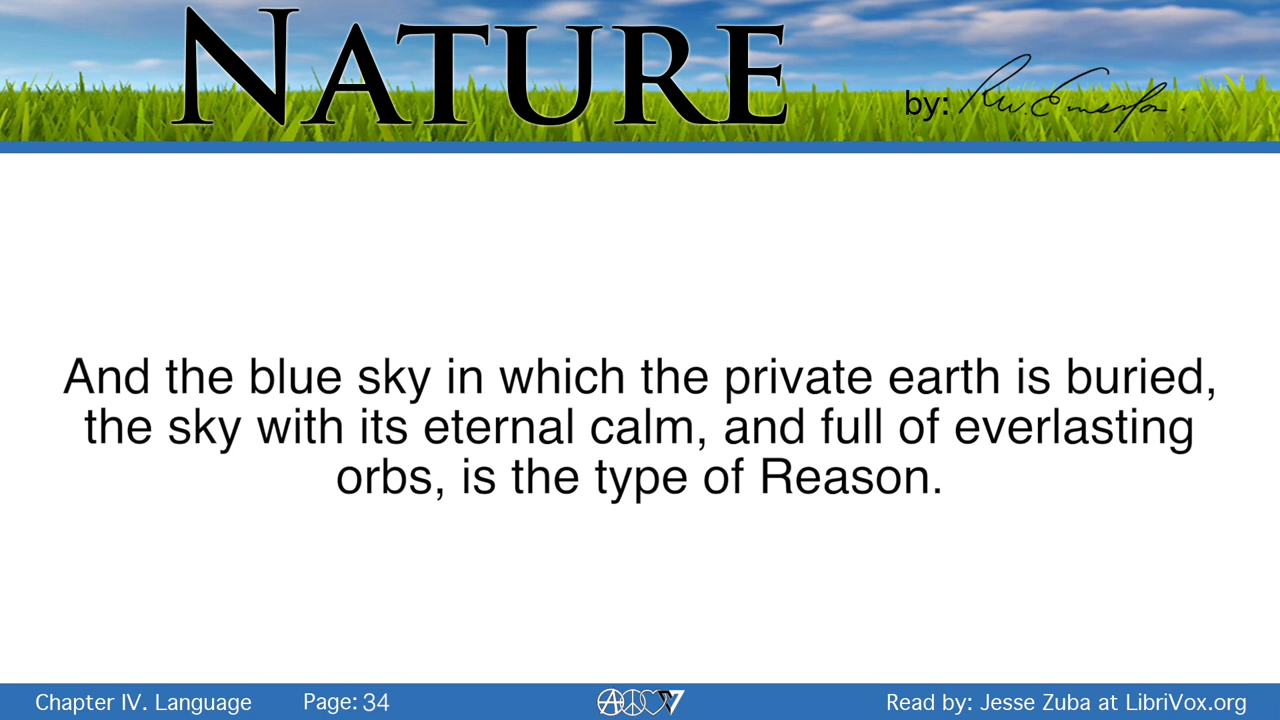 NATURE
by: R.W. Emerson.
And the blue sky in which the private earth is buried,
the sky with its eternal calm, and full of everlasting
orbs, is the type of Reason.
Chapter IV. Language
Page: 34
Read by: Jesse Zuba at LibriVox.org